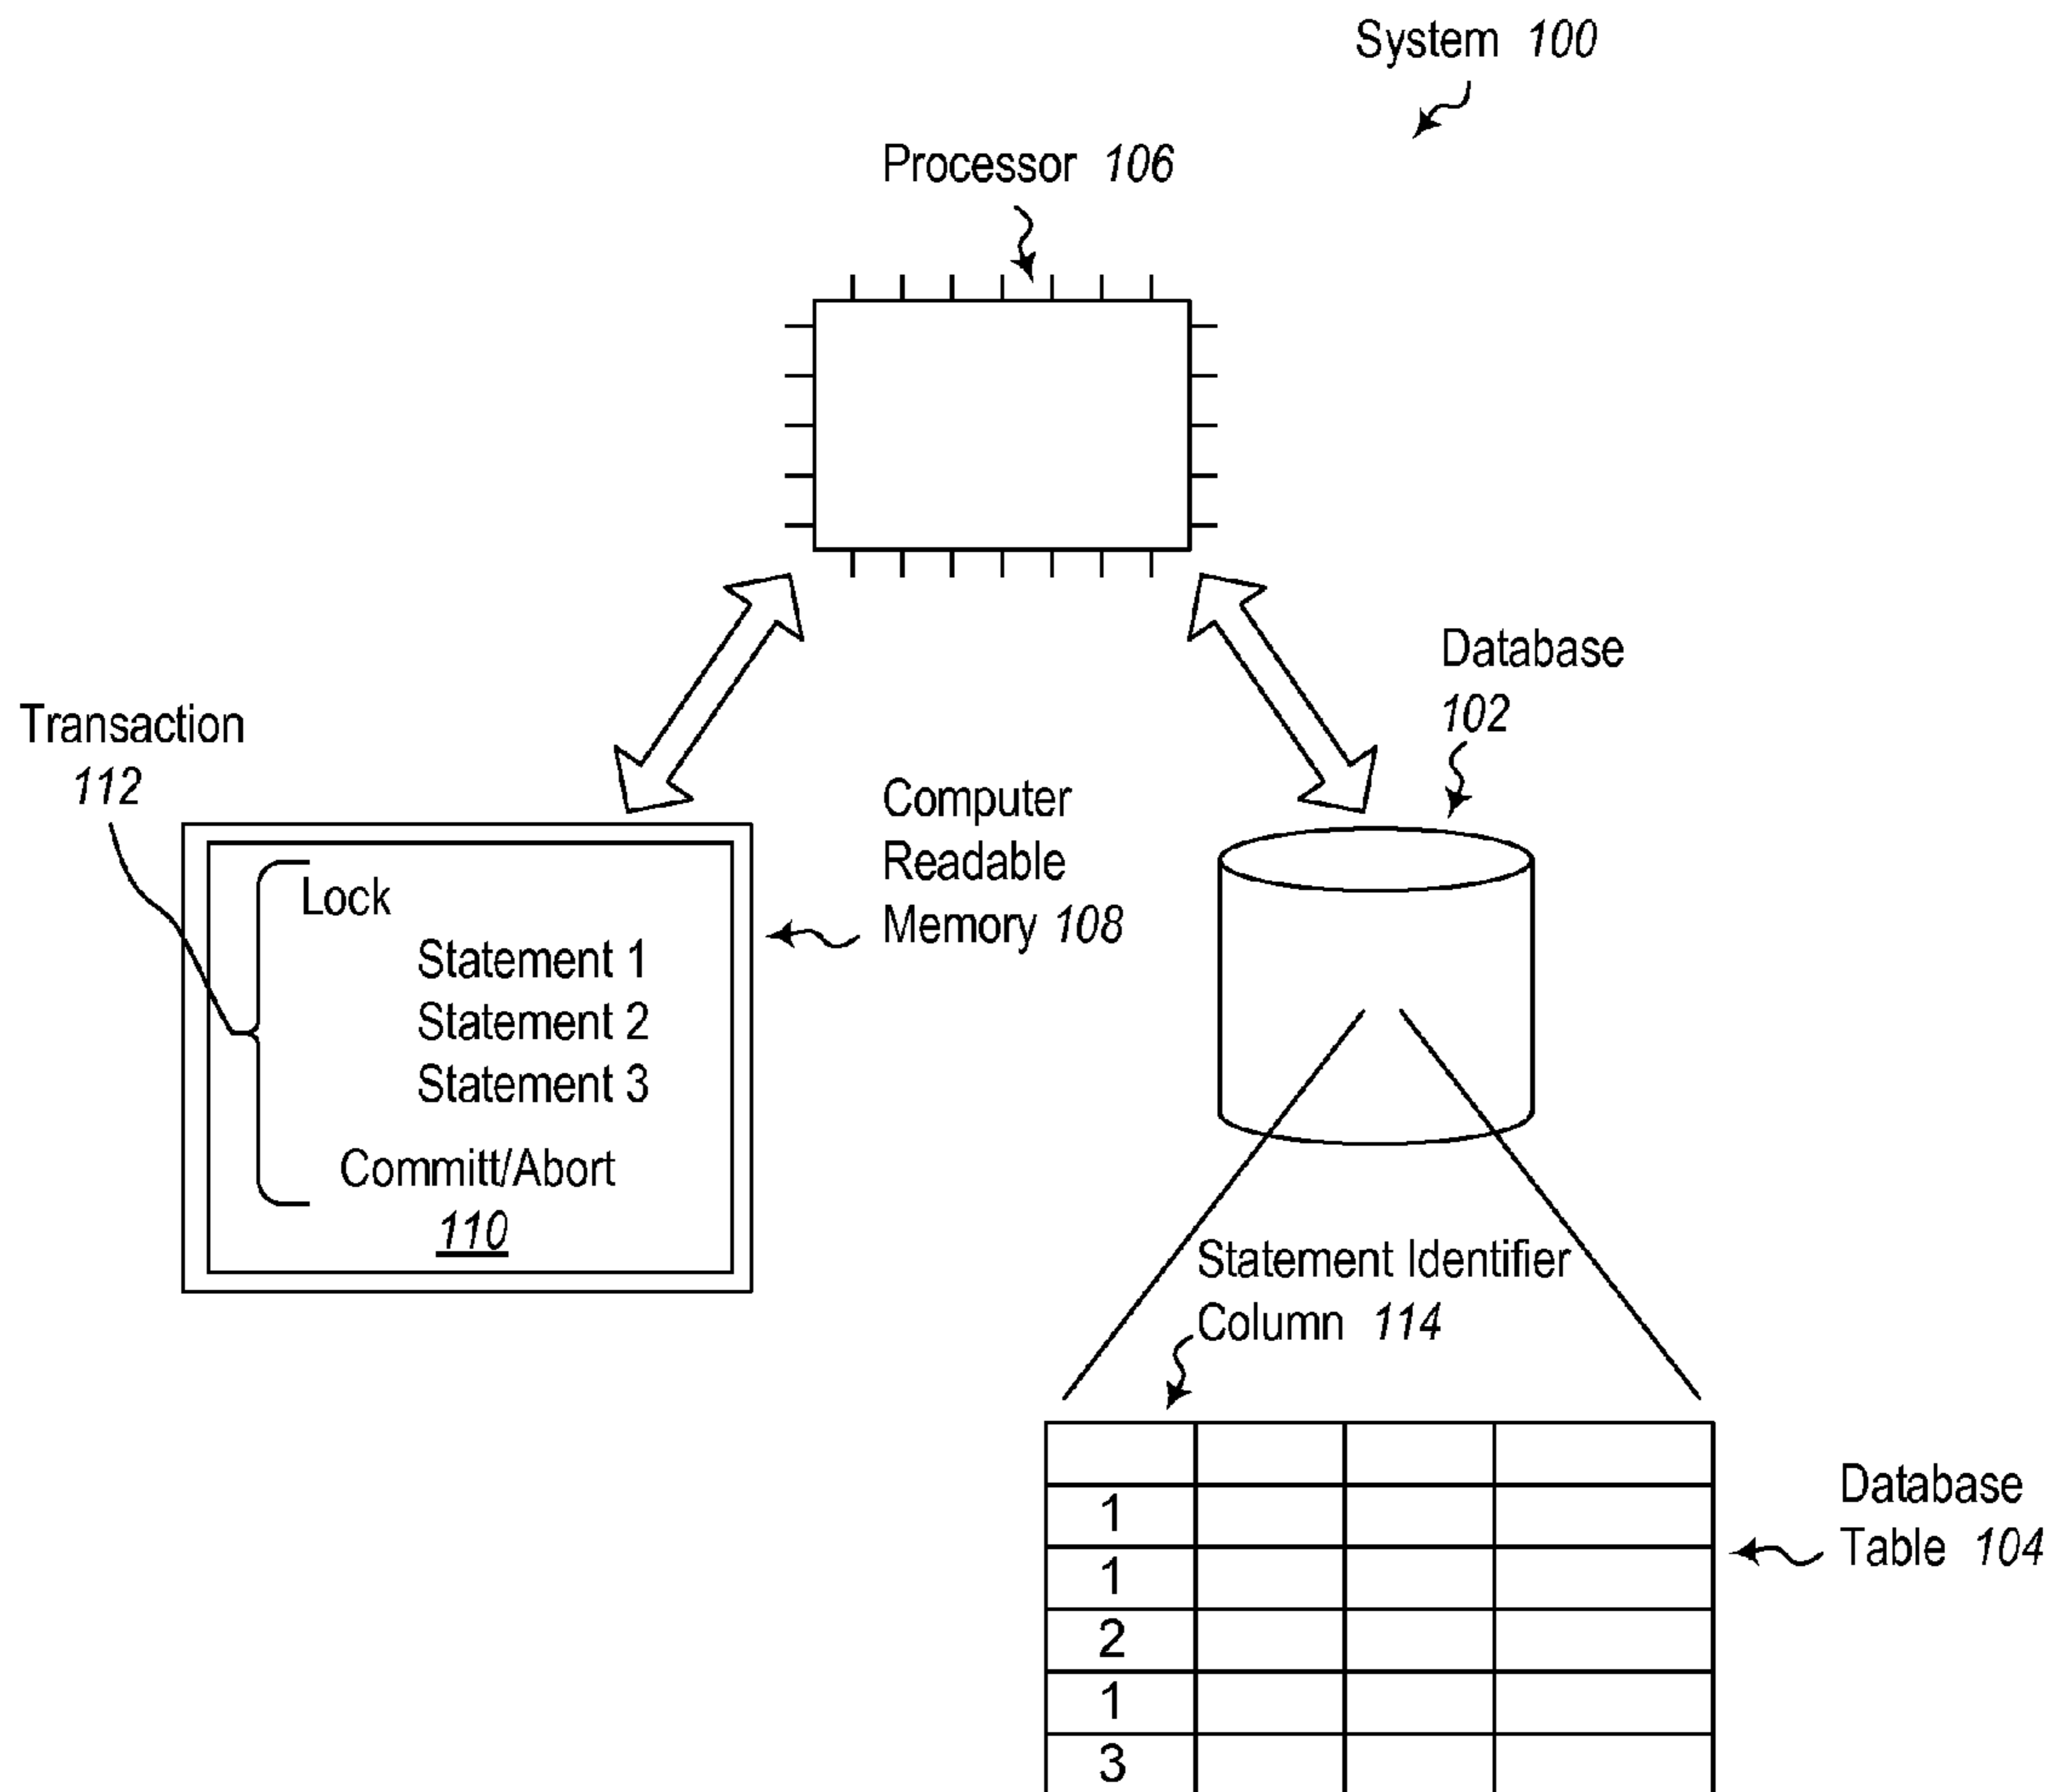 System 100
Processor 106
Database
102
Transaction
112
Computer
Readable
Memory 108
Lock
Statement 1
Statement 2
Statement 3
Committ/Abort
110
Statement Identifier
Column 114
Database
Table 104
1
1
2
1
3